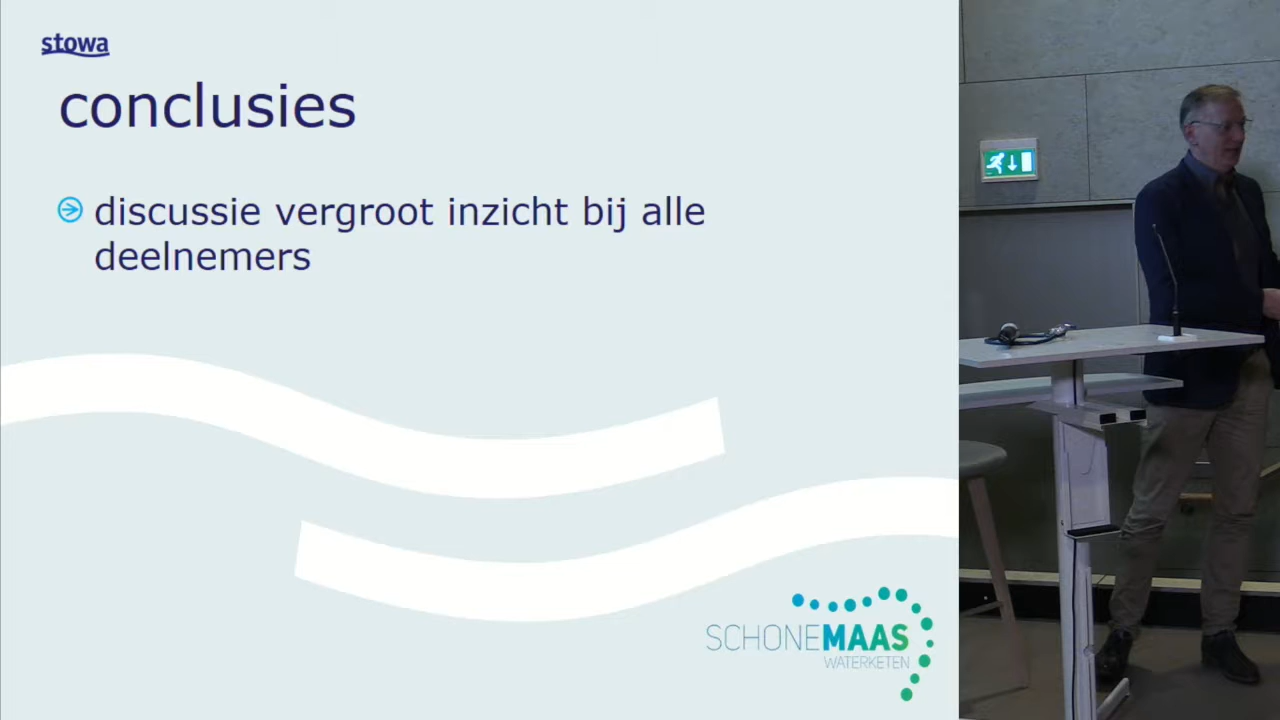 stowa
conclusies
discussie vergroot inzicht bij alle
deelnemers
SCHONEMAAS
WATERKETEN